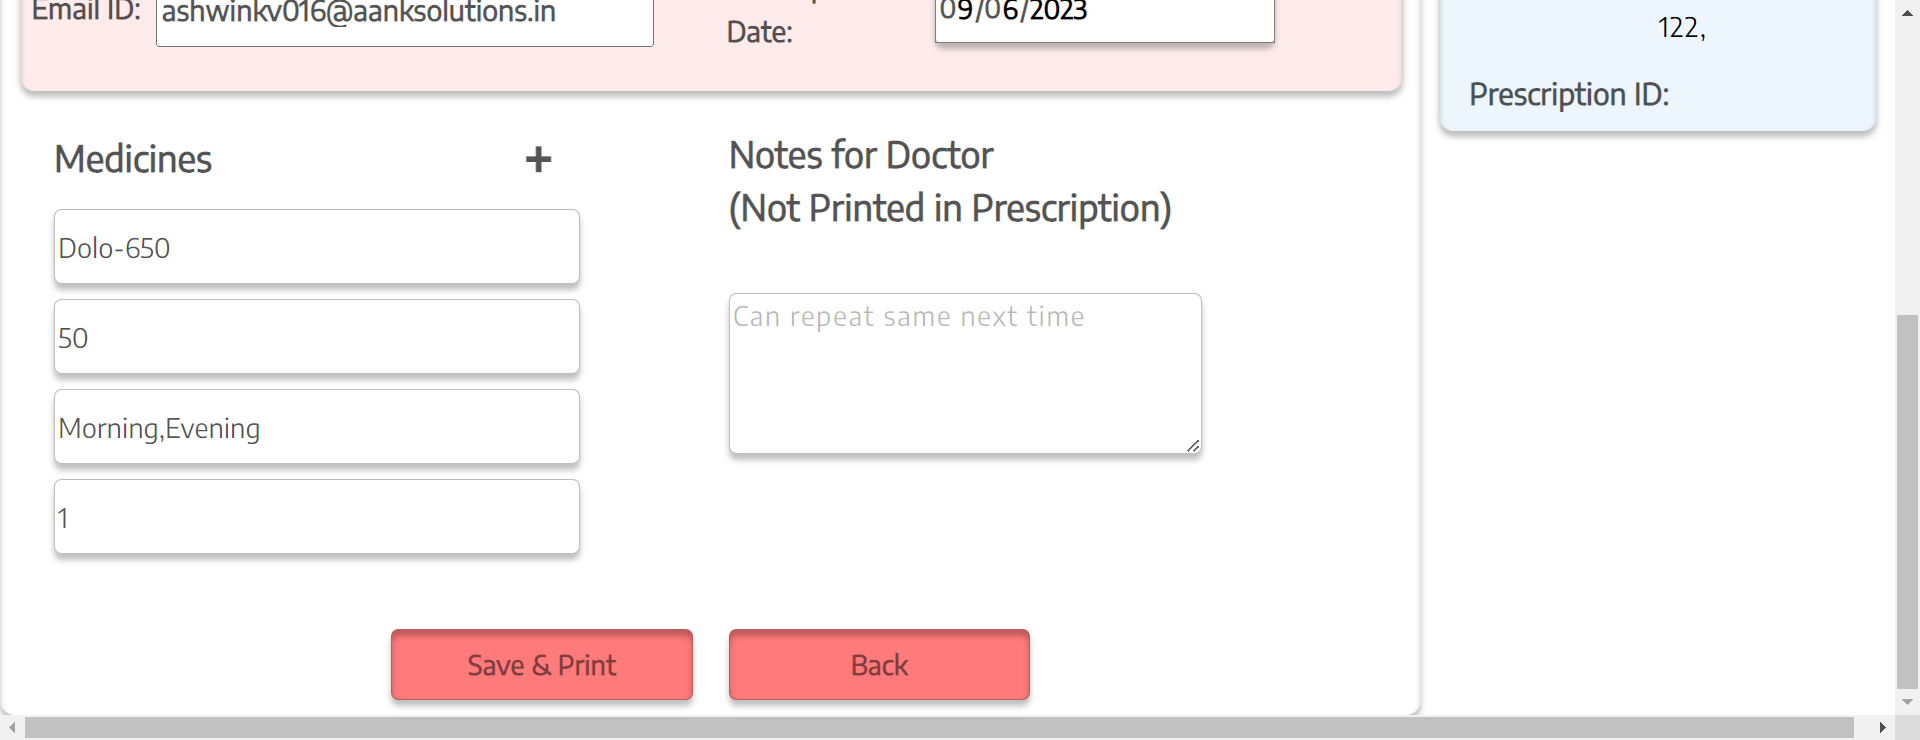 Email ID:
ashwinkv016@aanksolutions.in
Date:
09/06/2023
122,
Prescription ID:
Medicines
+
Dolo-650
50
Morning,Evening
1
Notes for Doctor
(Not Printed in Prescription)
Can repeat same next time
Save & Print
Back